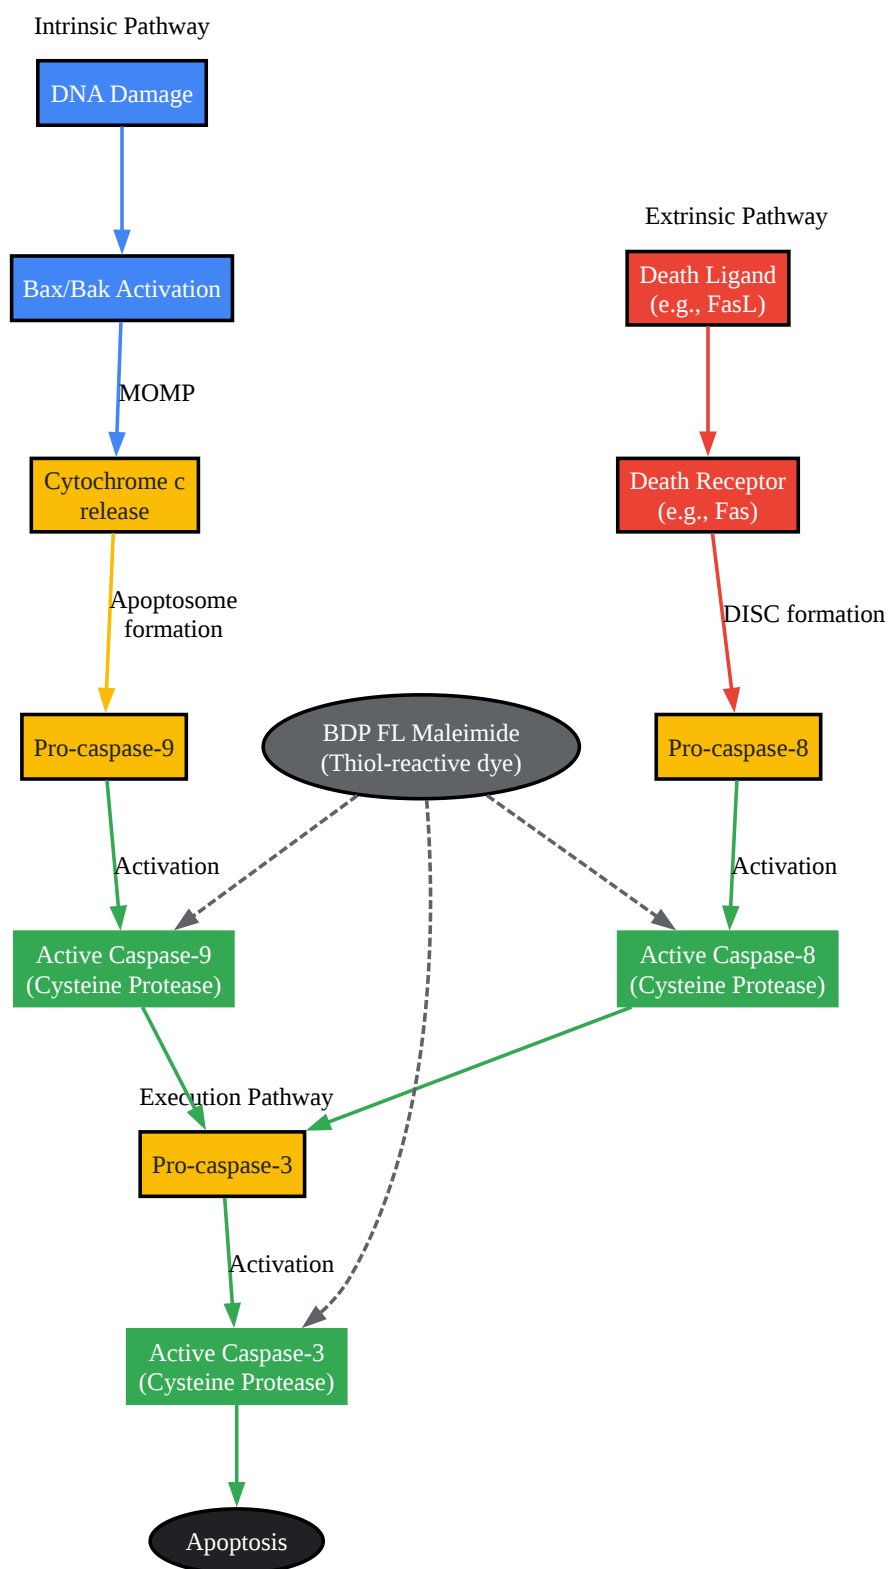 Intrinsic Pathway
DNA Damage
Extrinsic Pathway
Bax/Bak Activation
Death Ligand
(e.g., FasL)
MOMP
Cytochrome c
release
Death Receptor
(e.g., Fas)
Apoptosome
formation
DISC formation
Pro-caspase-9
BDP FL Maleimide
(Thiol-reactive dye)
Pro-caspase-8
Activation
Activation
Active Caspase-9
(Cysteine Protease)
Active Caspase-8
(Cysteine Protease)
Execution Pathway
Pro-caspase-3
Activation
Active Caspase-3
(Cysteine Protease)
Apoptosis